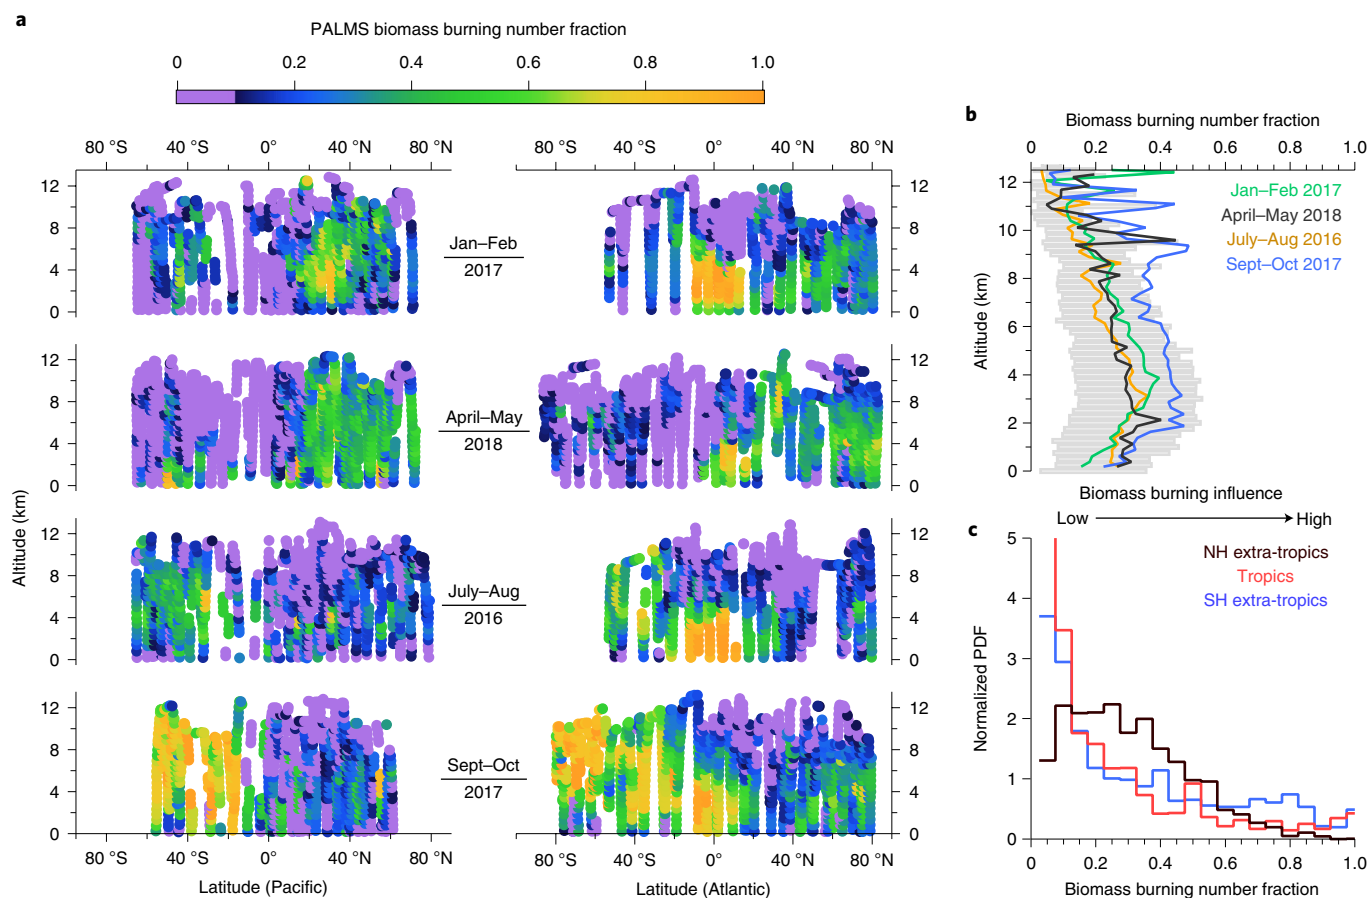 a
PALMS biomass burning number fraction
0 0.2 0.4 0.6 0.8 1.0
80 °S 40 °S 0° 40 °N 80 °N
80 °S 40 °S 0° 40 °N 80 °N
12 8 4 0
Jan–Feb
2017
12 8 4 0
12 8 4 0
April–May
2018
12 8 4 0
12 8 4 0
July–Aug
2016
12 8 4 0
12 8 4 0
Sept–Oct
2017
12 8 4 0
Altitude (km)
80 °S 40 °S 0° 40 °N 80 °N
80 °S 40 °S 0° 40 °N 80 °N
Latitude (Pacific)
Latitude (Atlantic)
b
Biomass burning number fraction
0 0.2 0.4 0.6 0.8 1.0
Altitude (km)
12
10
8
6
4
2
0
Jan–Feb 2017
April–May 2018
July–Aug 2016
Sept–Oct 2017
Biomass burning influence
Low High
c
Normalized PDF
5
4
3
2
1
0
NH extra-tropics
Tropics
SH extra-tropics
0 0.2 0.4 0.6 0.8 1.0
Biomass burning number fraction